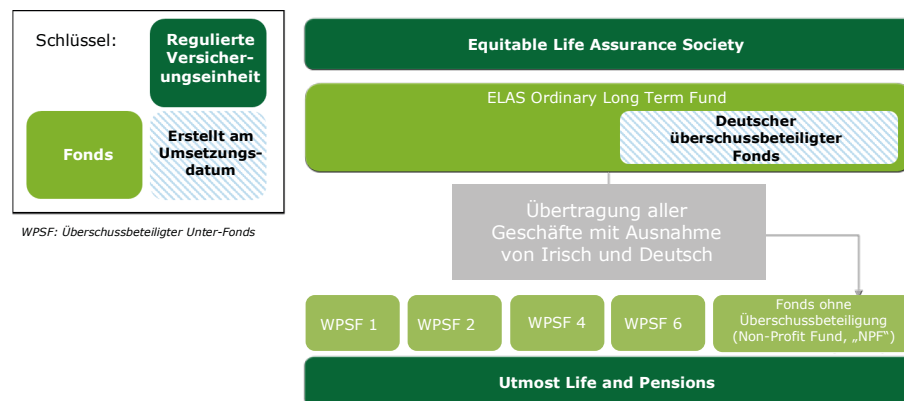 Schlüssel:
Regulierte
Versicher-
ungseinheit
Fonds
Erstellt am
Umsetzungs-
datum
WPSF: Überschussbeteiligter Unter-Fonds
Equitable Life Assurance Society
ELAS Ordinary Long Term Fund
Deutscher
überschussbeteiligter
Fonds
Übertragung aller
Geschäfte mit Ausnahme
von Irisch und Deutsch
WPSF 1
WPSF 2
WPSF 4
WPSF 6
Fonds ohne
Überschussbeteiligung
(Non-Profit Fund, „NPF“)
Utmost Life and Pensions